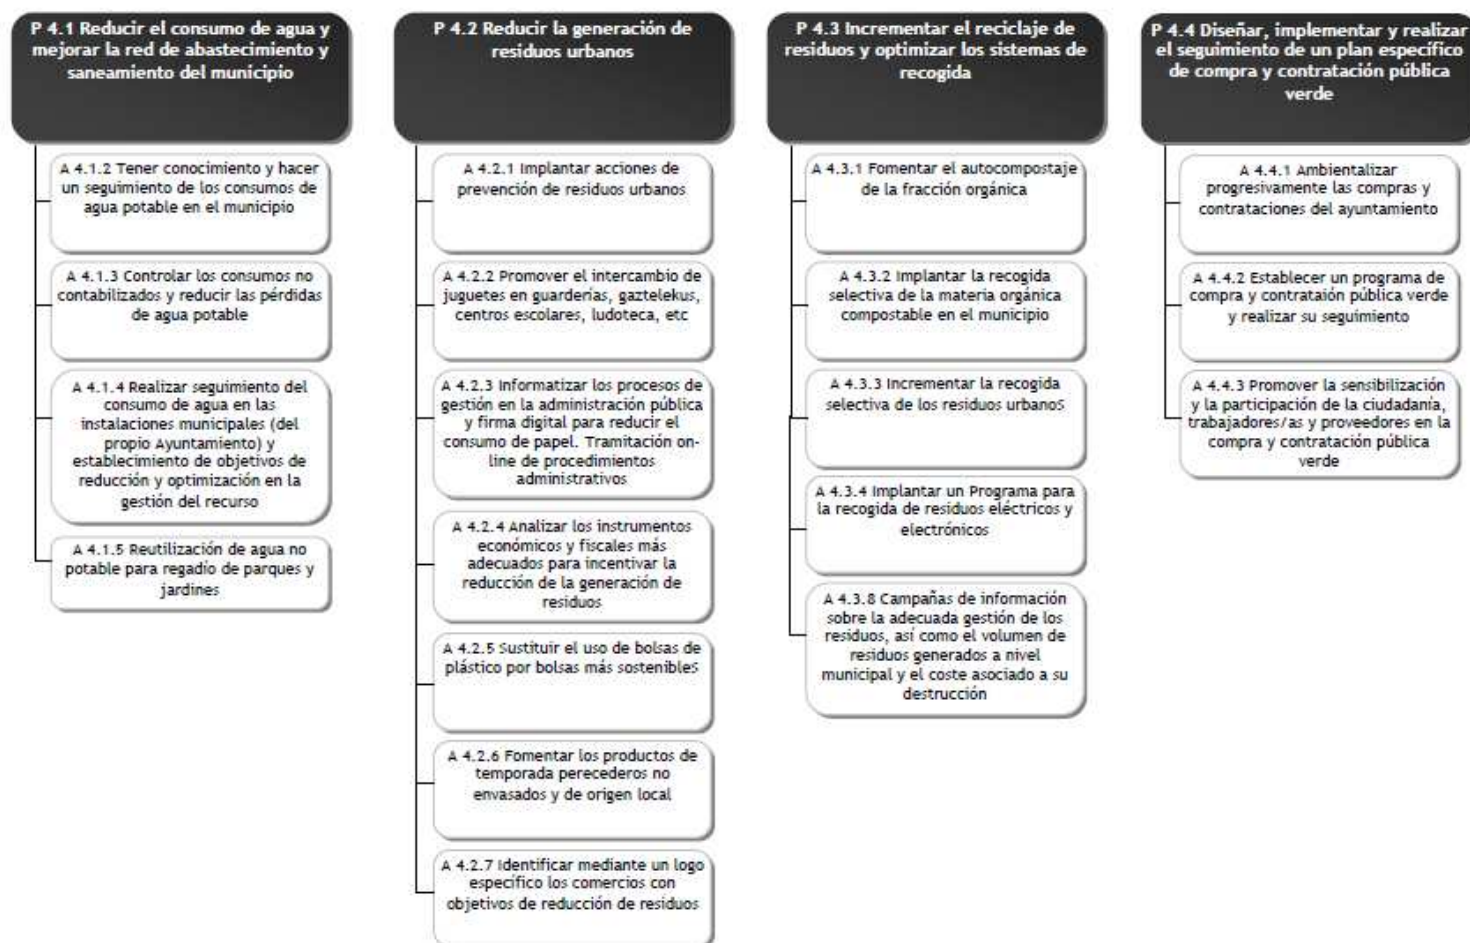 P 4.1 Reducir el consumo de agua y
mejorar la red de abastecimiento y
saneamiento del municipio
A 4.1.2 Tener conocimiento y hacer
un seguimiento de los consumos de
agua potable en el municipio
A 4.1.3 Controlar los consumos no
contabilizados y reducir las pérdidas
de agua potable
A 4.1.4 Realizar seguimiento del
consumo de agua en las
instalaciones municipales (del
propio Ayuntamiento) y
establecimiento de objetivos de
reducción y optimización en la
gestión del recurso
A 4.1.5 Reutilización de agua no
potable para regadío de parques y
jardines
P 4.2 Reducir la generación de
residuos urbanos
A 4.2.1 Implantar acciones de
prevención de residuos urbanos
A 4.2.2 Promover el intercambio de
juguetes en guarderías, gaztelekus,
centros escolares, ludoteca, etc
A 4.2.3 Informatizar los procesos de
gestión en la administración pública
y firma digital para reducir el
consumo de papel. Tramitación on-
line de procedimientos
administrativos
A 4.2.4 Analizar los instrumentos
económicos y fiscales más
adecuados para incentivar la
reducción de la generación de
residuos
A 4.2.5 Sustituir el uso de bolsas de
plástico por bolsas más sostenibles
A 4.2.6 Fomentar los productos de
temporada perecederos no
envasados y de origen local
A 4.2.7 Identificar mediante un logo
específico los comercios con
objetivos de reducción de residuos
P 4.3 Incrementar el reciclaje de
residuos y optimizar los sistemas de
recogida
A 4.3.1 Fomentar el autocompostaje
de la fracción orgánica
A 4.3.2 Implantar la recogida
selectiva de la materia orgánica
compostable en el municipio
A 4.3.3 Incrementar la recogida
selectiva de los residuos urbanos
A 4.3.4 Implantar un Programa para
la recogida de residuos eléctricos y
electrónicos
A 4.3.8 Campañas de información
sobre la adecuada gestión de los
residuos, así como el volumen de
residuos generados a nivel
municipal y el coste asociado a su
destrucción
P 4.4 Diseñar, implementar y realizar
el seguimiento de un plan específico
de compra y contratación pública
verde
A 4.4.1 Ambientalizar
progresivamente las compras y
contrataciones del ayuntamiento
A 4.4.2 Establecer un programa de
compra y contrataión pública verde
y realizar su seguimiento
A 4.4.3 Promover la sensibilización
y la participación de la ciudadanía,
trabajadores/as y proveedores en la
compra y contratación pública
verde